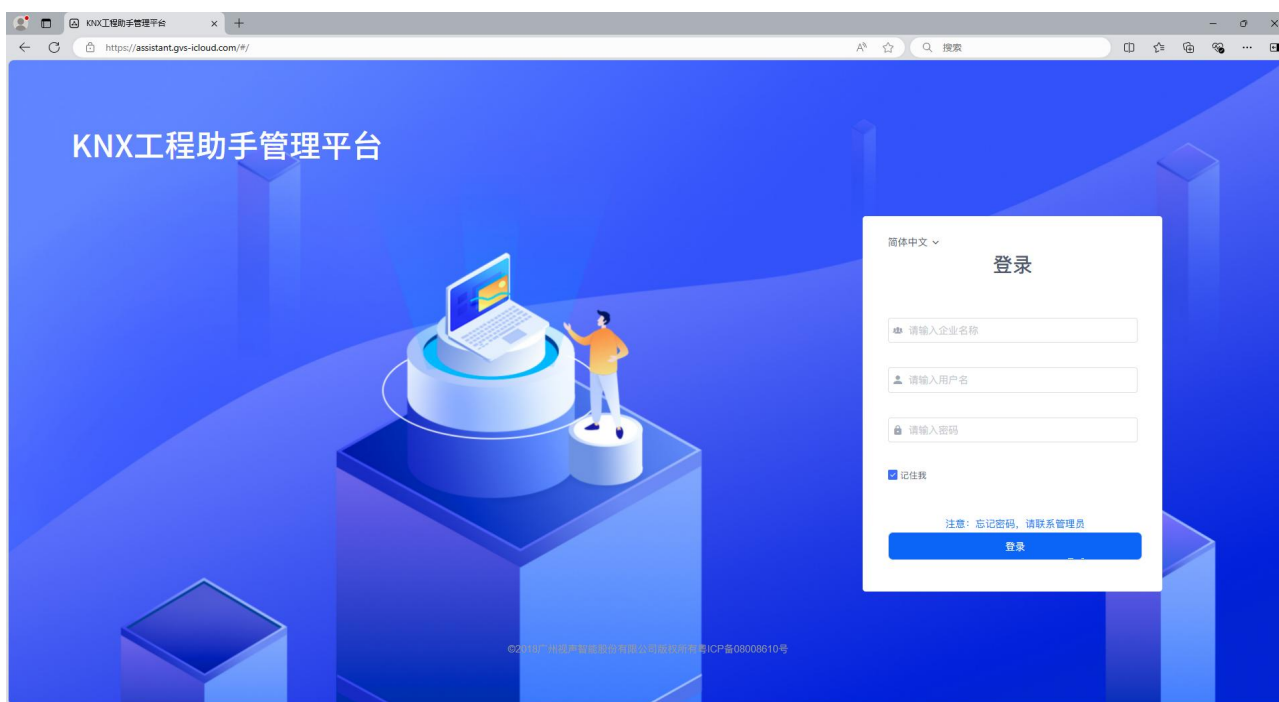 KNX工程助手管理平台
https://assistant.gvs-icloud.com/#/
搜索
KNX工程助手管理平台
简体中文
登录
请输入企业名称
请输入用户名
请输入密码
记住我
注意：忘记密码，请联系管理员
登录
©2018广州视声智能股份有限公司版权所有粤ICP备08008610号